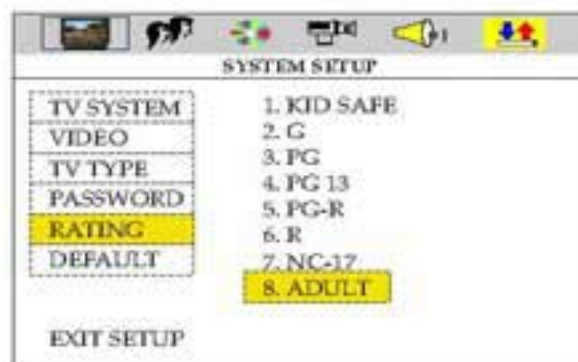 SYSTEM SETUP
TV SYSTEM
VIDEO
TV TYPE
PASSWORD
RATING
DEFAULT
EXIT SETUP
1. KID SAFE
2. G
3. PG
4. PG 13
5. PG-R
6. R
7. NC-17
8. ADULT